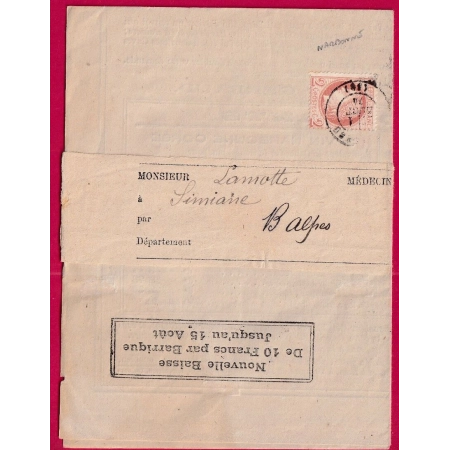 NARBONNE
MONSIEUR Lamotte MÉDECIN
à Simiane
par B alpes
Département
Nouvelle Baisse
De 10 Francs par Barrique
Jusqu'au 15 Août